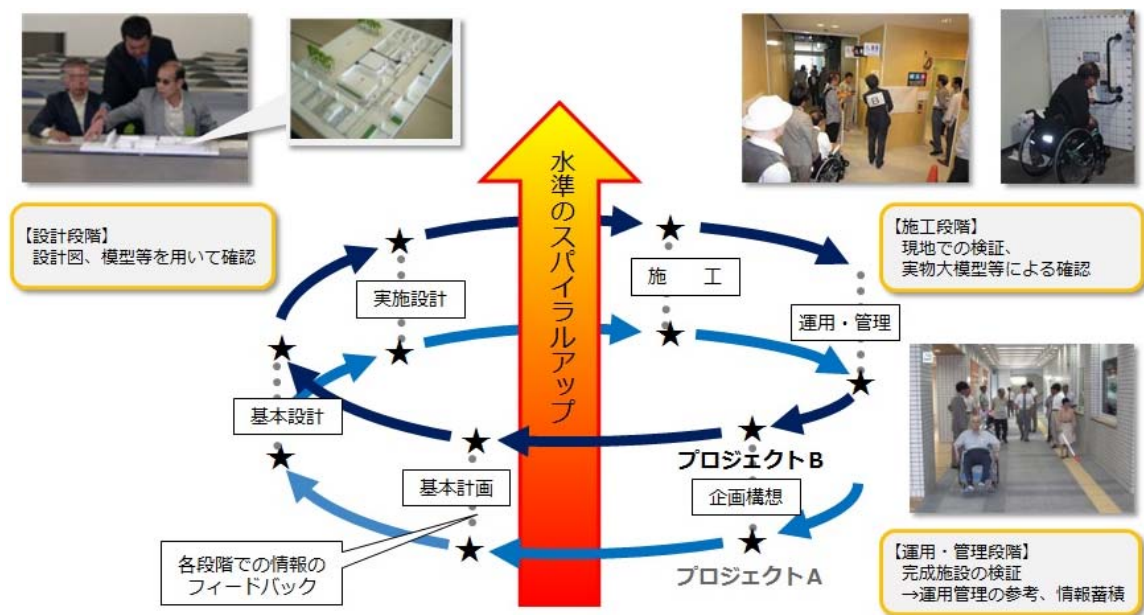 水準のスパイラルアップ
【設計段階】
設計図、模型等を用いて確認
【施工段階】
現地での検証、
実物大模型等による確認
実施設計
施　工
運用・管理
基本設計
基本計画
プロジェクトB
企画構想
プロジェクトA
各段階での情報の
フィードバック
【運用・管理段階】
完成施設の検証
→運用管理の参考、情報蓄積
B